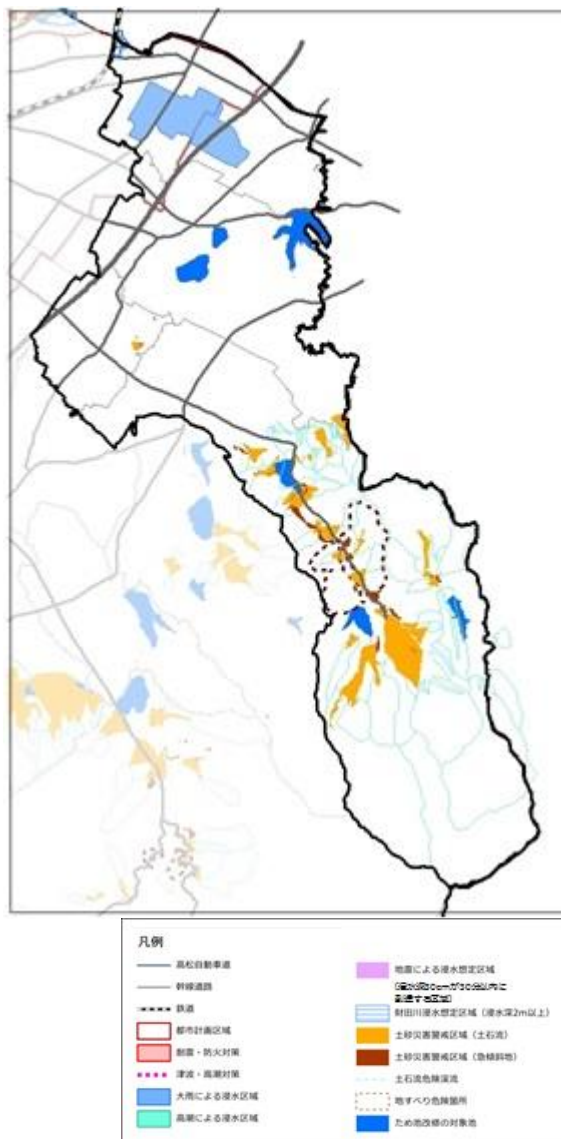 凡例
高松自動車道
幹線道路
鉄道
都市計画区域
耐震・防火対策
津波・高潮対策
大雨による浸水区域
高潮による浸水区域
地震による浸水想定区域
財田川浸水想定区域（浸水深2m以上）
土砂災害警戒区域（土石流）
土砂災害警戒区域（急傾斜地）
土石流危険渓流
地すべり危険箇所
ため池改修の対象池